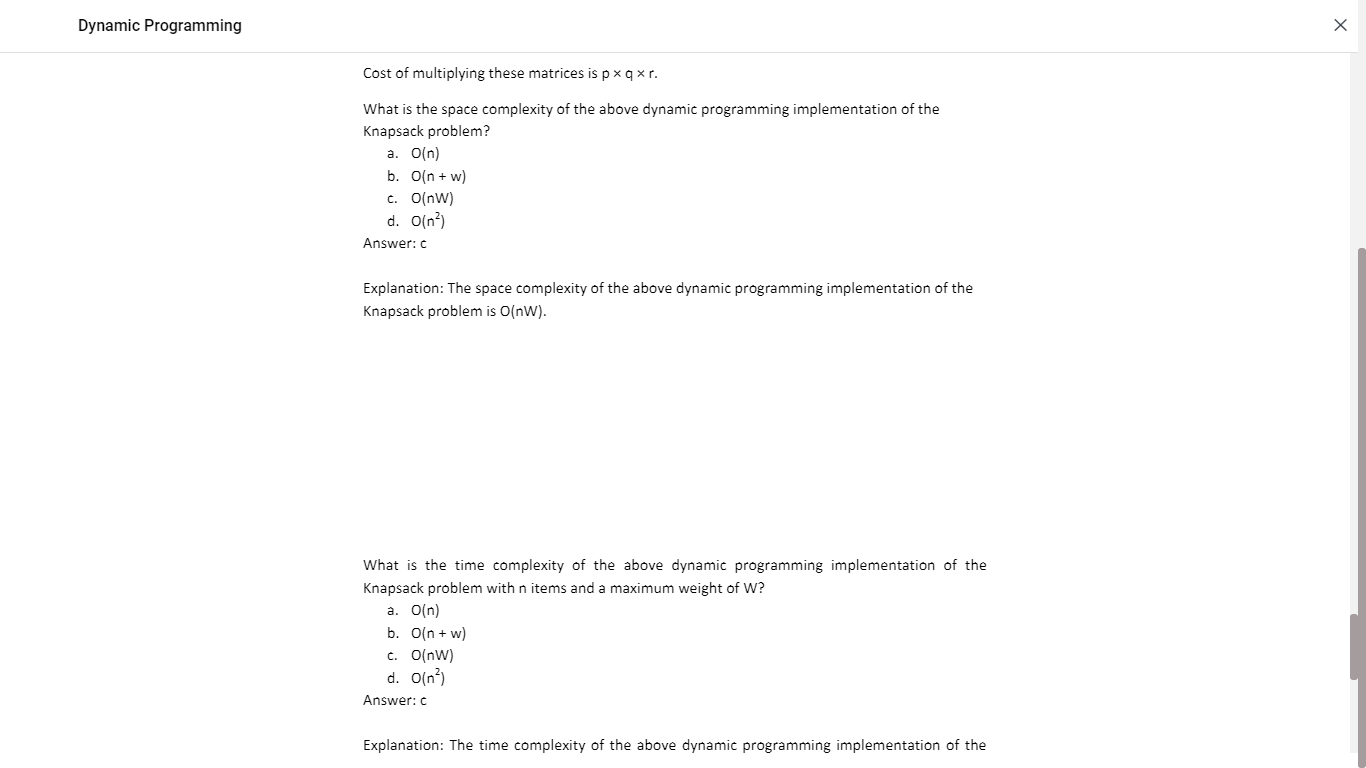 Dynamic Programming
Cost of multiplying these matrices is p × q × r.
What is the space complexity of the above dynamic programming implementation of the
Knapsack problem?
a. O(n)
b. O(n + w)
c. O(nW)
d. O(n²)
Answer: c
Explanation: The space complexity of the above dynamic programming implementation of the
Knapsack problem is O(nW).
What is the time complexity of the above dynamic programming implementation of the
Knapsack problem with n items and a maximum weight of W?
a. O(n)
b. O(n + w)
c. O(nW)
d. O(n²)
Answer: c
Explanation: The time complexity of the above dynamic programming implementation of the